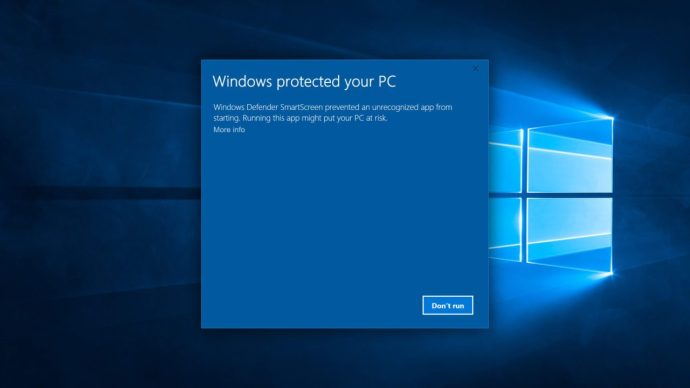 Windows protected your PC
Windows Defender SmartScreen prevented an unrecognized app from
starting. Running this app might put your PC at risk.
More info
Don't run